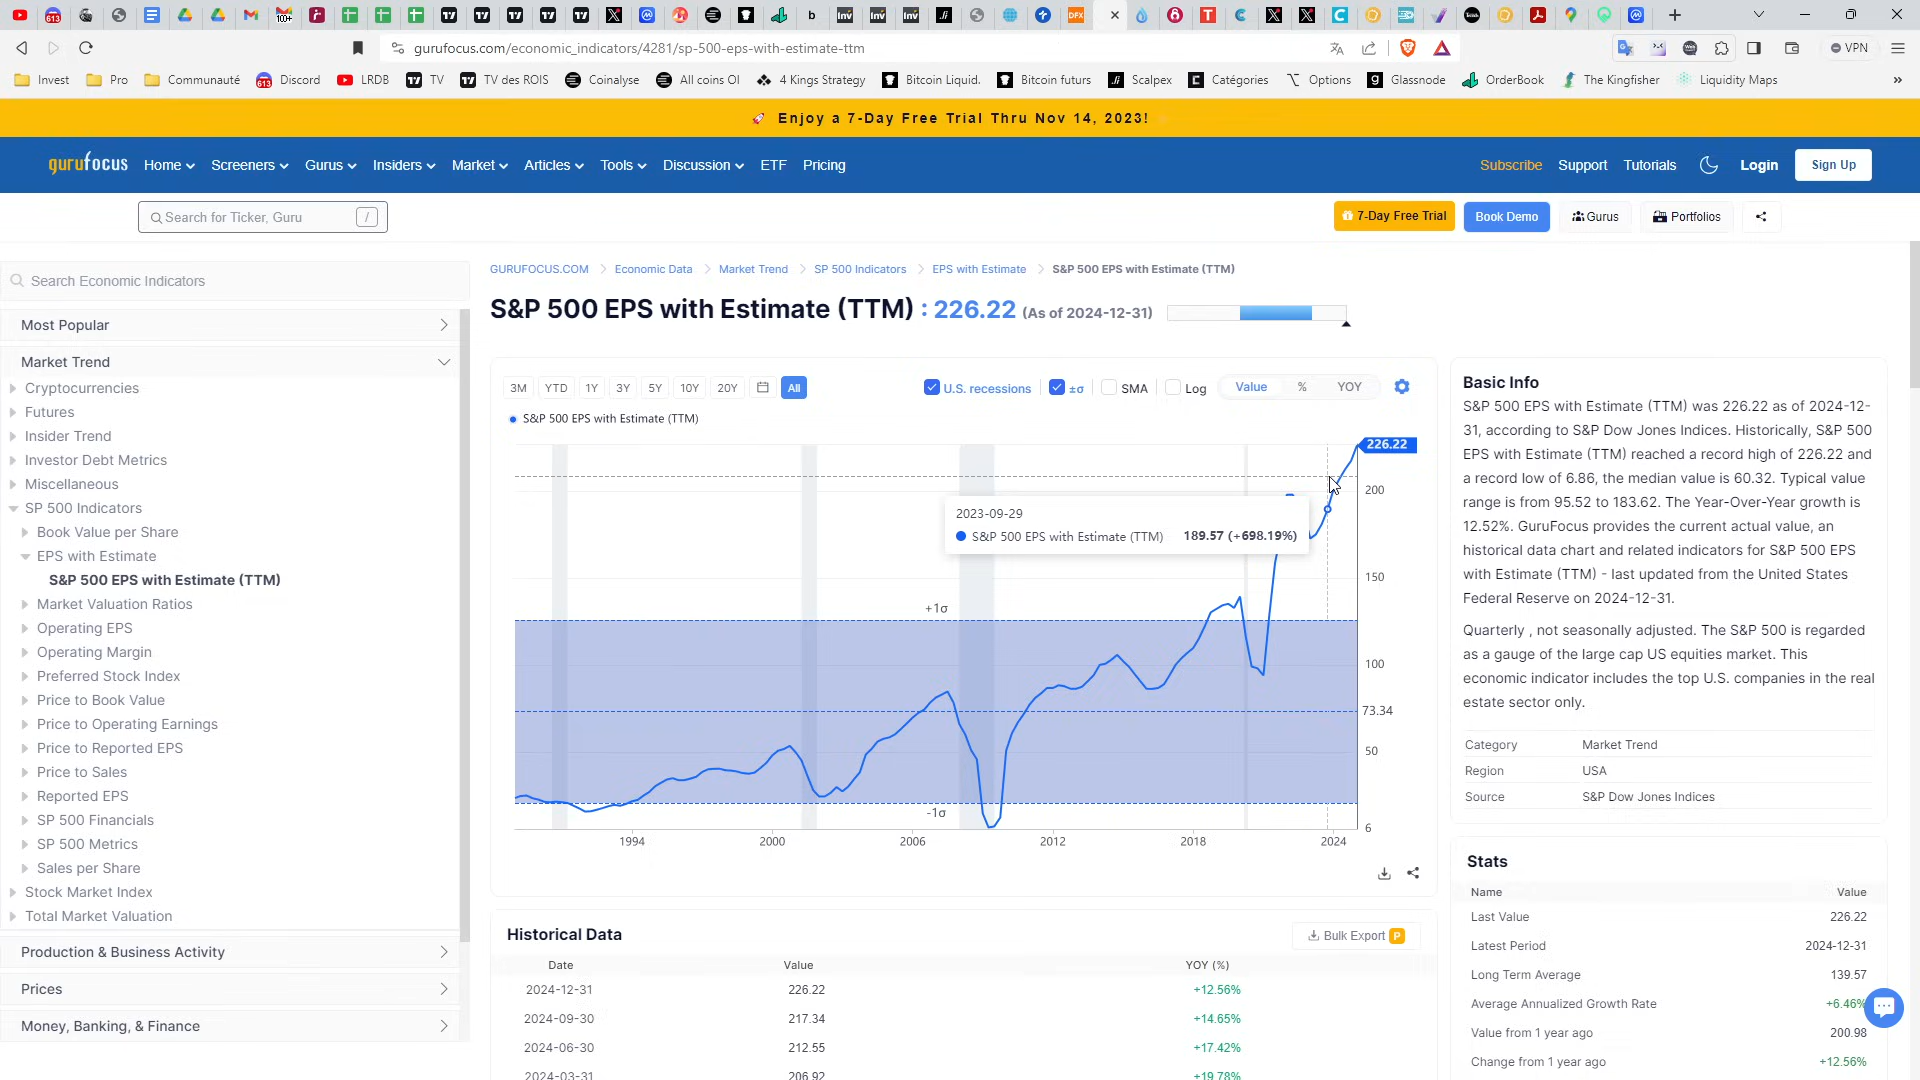 613
100+
gurufocus.com/economic_indicators/4281/sp-500-eps-with-estimate-ttm
VPN
Invest
Pro
Communauté
Discord
LRDB
TV
TV des ROIS
Coinalyse
All coins OI
4 Kings Strategy
Bitcoin Liquid.
Bitcoin futurs
Scalpex
Catégories
Options
Glassnode
OrderBook
The Kingfisher
Liquidity Maps
»
🚀 Enjoy a 7-Day Free Trial Thru Nov 14, 2023!
gurufocus
Home
Screeners
Gurus
Insiders
Market
Articles
Tools
Discussion
ETF
Pricing
Subscribe
Support
Tutorials
Login
Sign Up
Search for Ticker, Guru
/
7-Day Free Trial
Book Demo
Gurus
Portfolios
Search Economic Indicators
Most Popular
Market Trend
Cryptocurrencies
Futures
Insider Trend
Investor Debt Metrics
Miscellaneous
SP 500 Indicators
Book Value per Share
EPS with Estimate
S&P 500 EPS with Estimate (TTM)
Market Valuation Ratios
Operating EPS
Operating Margin
Preferred Stock Index
Price to Book Value
Price to Operating Earnings
Price to Reported EPS
Price to Sales
Reported EPS
SP 500 Financials
SP 500 Metrics
Sales per Share
Stock Market Index
Total Market Valuation
Production & Business Activity
Prices
Money, Banking, & Finance
GURUFOCUS.COM
Economic Data
Market Trend
SP 500 Indicators
EPS with Estimate
S&P 500 EPS with Estimate (TTM)
S&P 500 EPS with Estimate (TTM) : 226.22 (As of 2024-12-31)
3M
YTD
1Y
3Y
5Y
10Y
20Y
All
U.S. recessions
±σ
SMA
Log
Value
%
YOY
S&P 500 EPS with Estimate (TTM)
226.22
200
2023-09-29
S&P 500 EPS with Estimate (TTM) 189.57 (+698.19%)
150
+1σ
100
73.34
50
-1σ
6
1994
2000
2006
2012
2018
2024
Historical Data
Bulk Export P
Date Value YOY (%)
2024-12-31 226.22 +12.56%
2024-09-30 217.34 +14.65%
2024-06-30 212.55 +17.42%
2024-03-31 206.92 +19.78%
Basic Info
S&P 500 EPS with Estimate (TTM) was 226.22 as of 2024-12-
31, according to S&P Dow Jones Indices. Historically, S&P 500
EPS with Estimate (TTM) reached a record high of 226.22 and
a record low of 6.86, the median value is 60.32. Typical value
range is from 95.52 to 183.62. The Year-Over-Year growth is
12.52%. GuruFocus provides the current actual value, an
historical data chart and related indicators for S&P 500 EPS
with Estimate (TTM) - last updated from the United States
Federal Reserve on 2024-12-31.
Quarterly , not seasonally adjusted. The S&P 500 is regarded
as a gauge of the large cap US equities market. This
economic indicator includes the top U.S. companies in the real
estate sector only.
Category Market Trend
Region USA
Source S&P Dow Jones Indices
Stats
Name Value
Last Value 226.22
Latest Period 2024-12-31
Long Term Average 139.57
Average Annualized Growth Rate +6.46%
Value from 1 year ago 200.98
Change from 1 year ago +12.56%